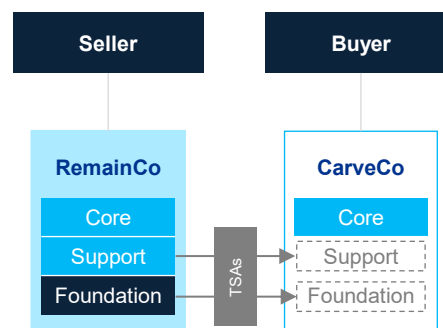 Seller
Buyer
RemainCo
CarveCo
Core
Core
Support
TSAs
Support
Foundation
Foundation